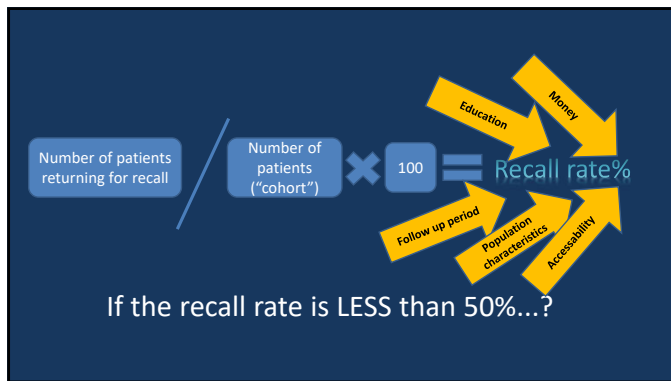 Education
Money
Number of patients
returning for recall
Number of
patients
("cohort")
100
Recall rate%
Follow up period
Population
characteristics
Accessability
If the recall rate is LESS than 50%...?